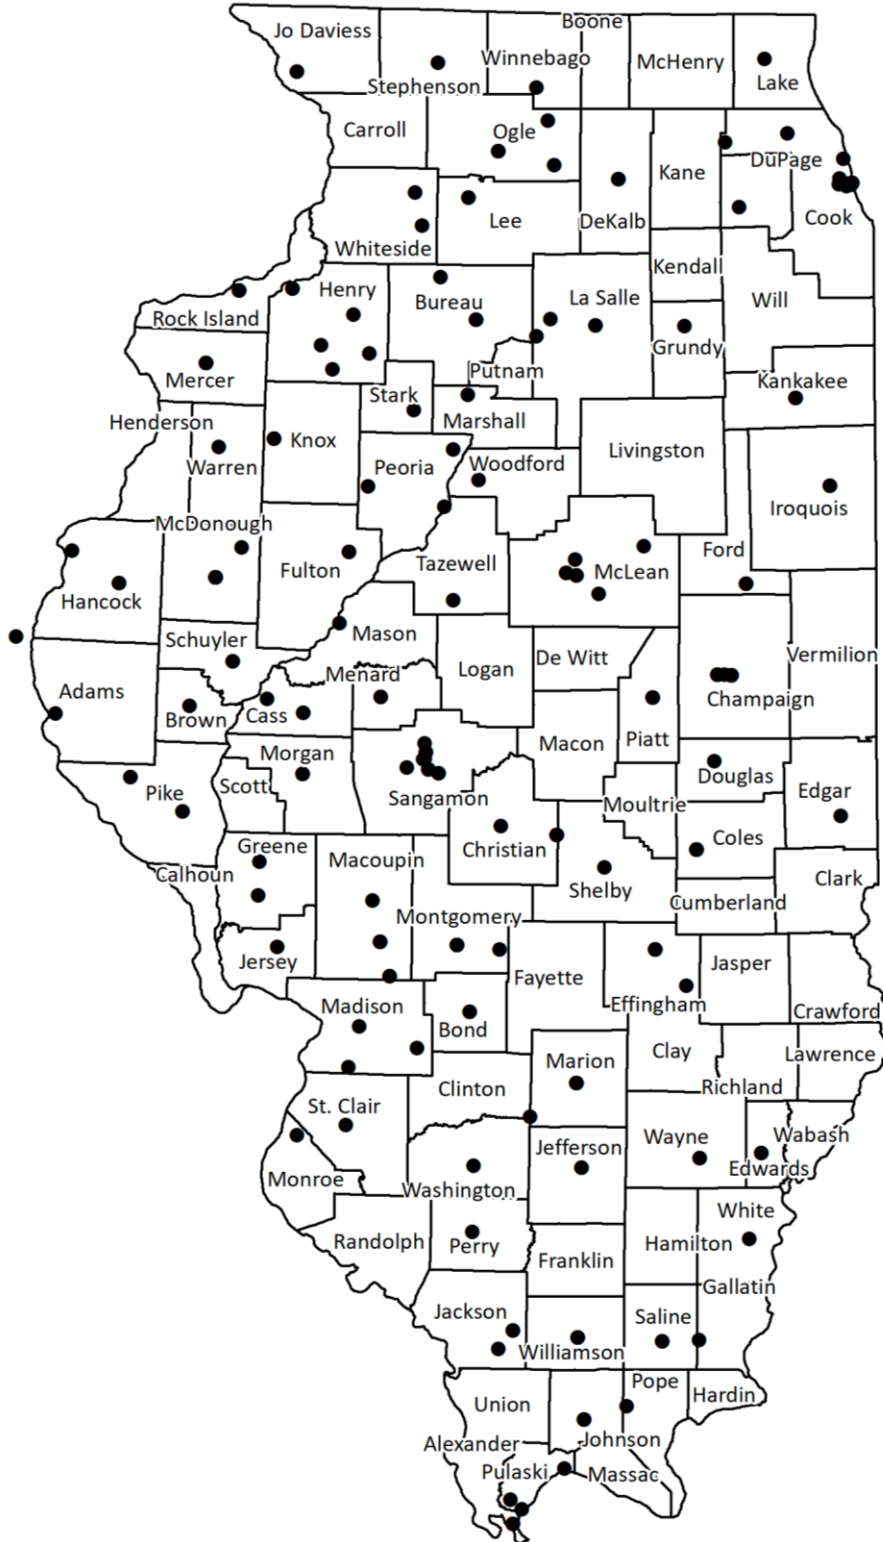 Boone
Jo Daviess
Winnebago
McHenry
Stephenson
Lake
Carroll
Ogle
DuPage
Kane
Lee
DeKalb
Cook
Whiteside
Kendall
Henry
Bureau
La Salle
Will
Rock Island
Grundy
Putnam
Mercer
Kankakee
Stark
Henderson
Marshall
Knox
Livingston
Warren
Peoria
Woodford
Iroquois
McDonough
Ford
Tazewell
Fulton
McLean
Hancock
Mason
Schuyler
De Witt
Vermilion
Logan
Menard
Adams
Champaign
Brown
Cass
Piatt
Macon
Morgan
Douglas
Scott
Edgar
Pike
Sangamon
Moultrie
Coles
Greene
Christian
Macoupin
Calhoun
Clark
Shelby
Cumberland
Montgomery
Jersey
Jasper
Fayette
Madison
Effingham
Crawford
Bond
Clay
Lawrence
Marion
Clinton
Richland
St. Clair
Wayne
Wabash
Jefferson
Edwards
Monroe
Washington
White
Randolph
Perry
Hamilton
Franklin
Gallatin
Jackson
Saline
Williamson
Pope
Hardin
Union
Johnson
Alexander
Pulaski
Massac